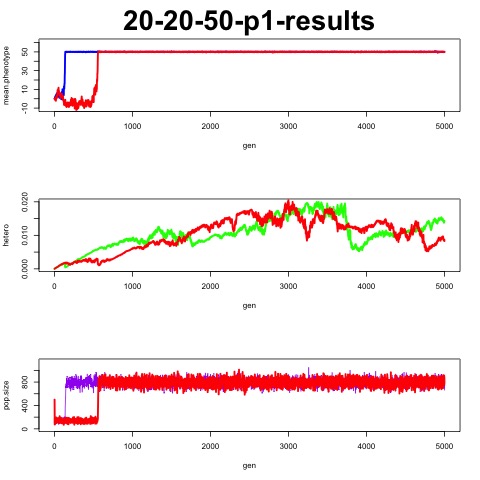 20-20-50-p1-results
mean.phenotype
-10 10 30 50
0 1000 2000 3000 4000 5000
gen
hetero
0.000 0.010 0.020
0 1000 2000 3000 4000 5000
gen
pop.size
0 400 800
0 1000 2000 3000 4000 5000
gen